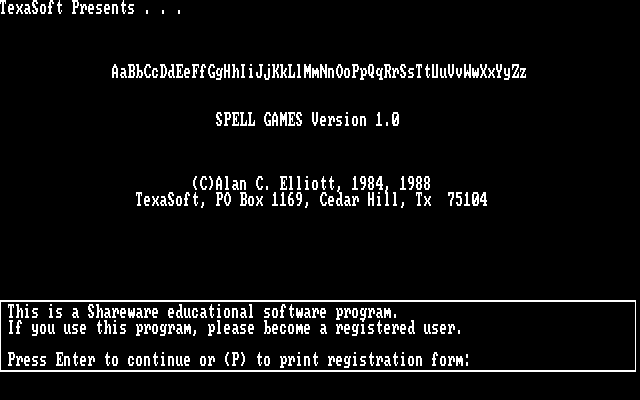 TexaSoft Presents . . .
AaBbCcDdEeFfGgHhIiJjKkLlMmNnOoPpQqRrSsTtUuVvWwXxYyZz
SPELL GAMES Version 1.0
(C)Alan C. Elliott, 1984, 1988
TexaSoft, PO Box 1169, Cedar Hill, Tx  75104
This is a Shareware educational software program.
If you use this program, please become a registered user.
Press Enter to continue or (P) to print registration form: